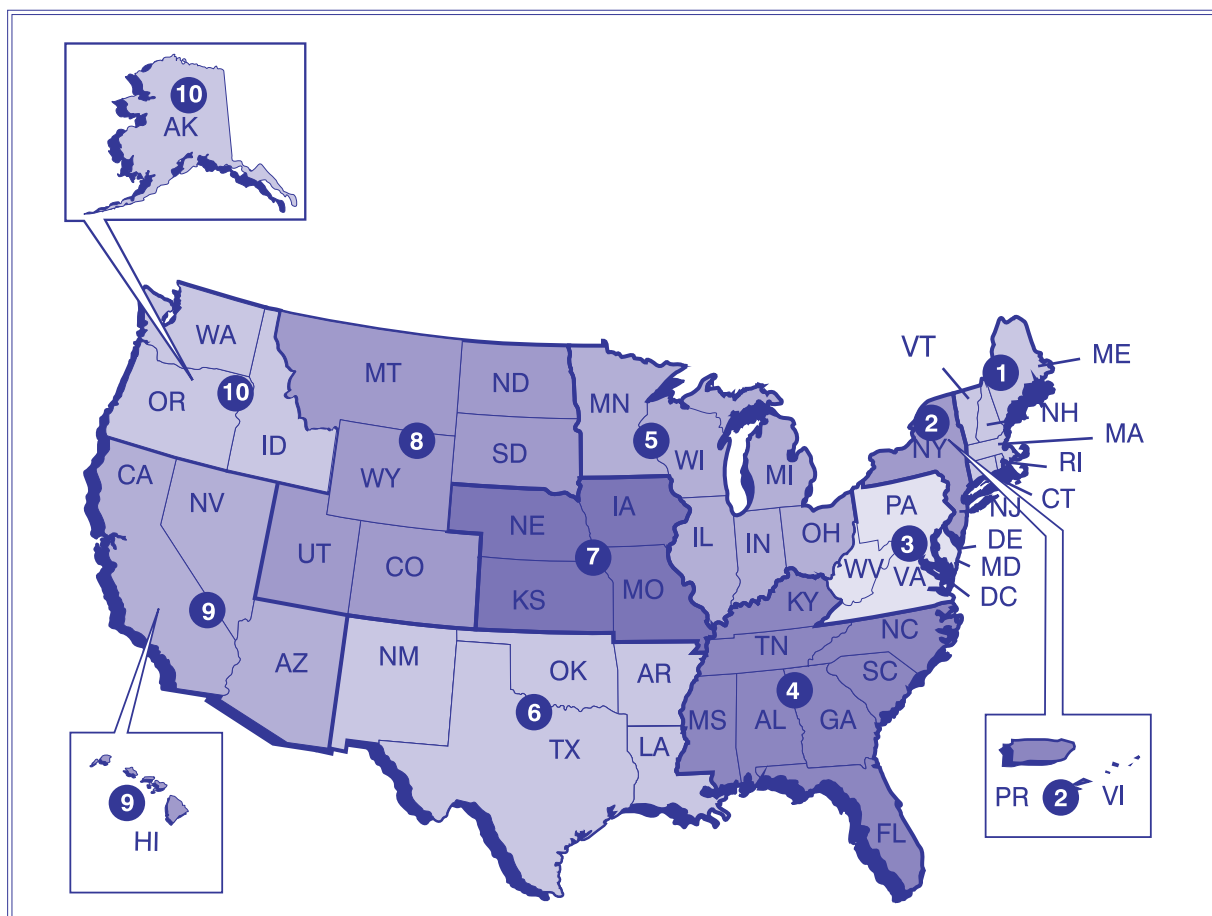 10
AK
WA
MT
ND
MN
VT
ME
1
OR
10
ID
8
SD
WY
5
WI
MI
2
NY
NH
MA
RI
CT
NJ
CA
NV
UT
CO
NE
IA
7
KS
MO
IL
IN
OH
PA
3
WV
VA
DE
MD
DC
9
AZ
NM
OK
AR
6
TX
LA
KY
TN
NC
SC
4
MS
AL
GA
FL
9
HI
PR
2
VI